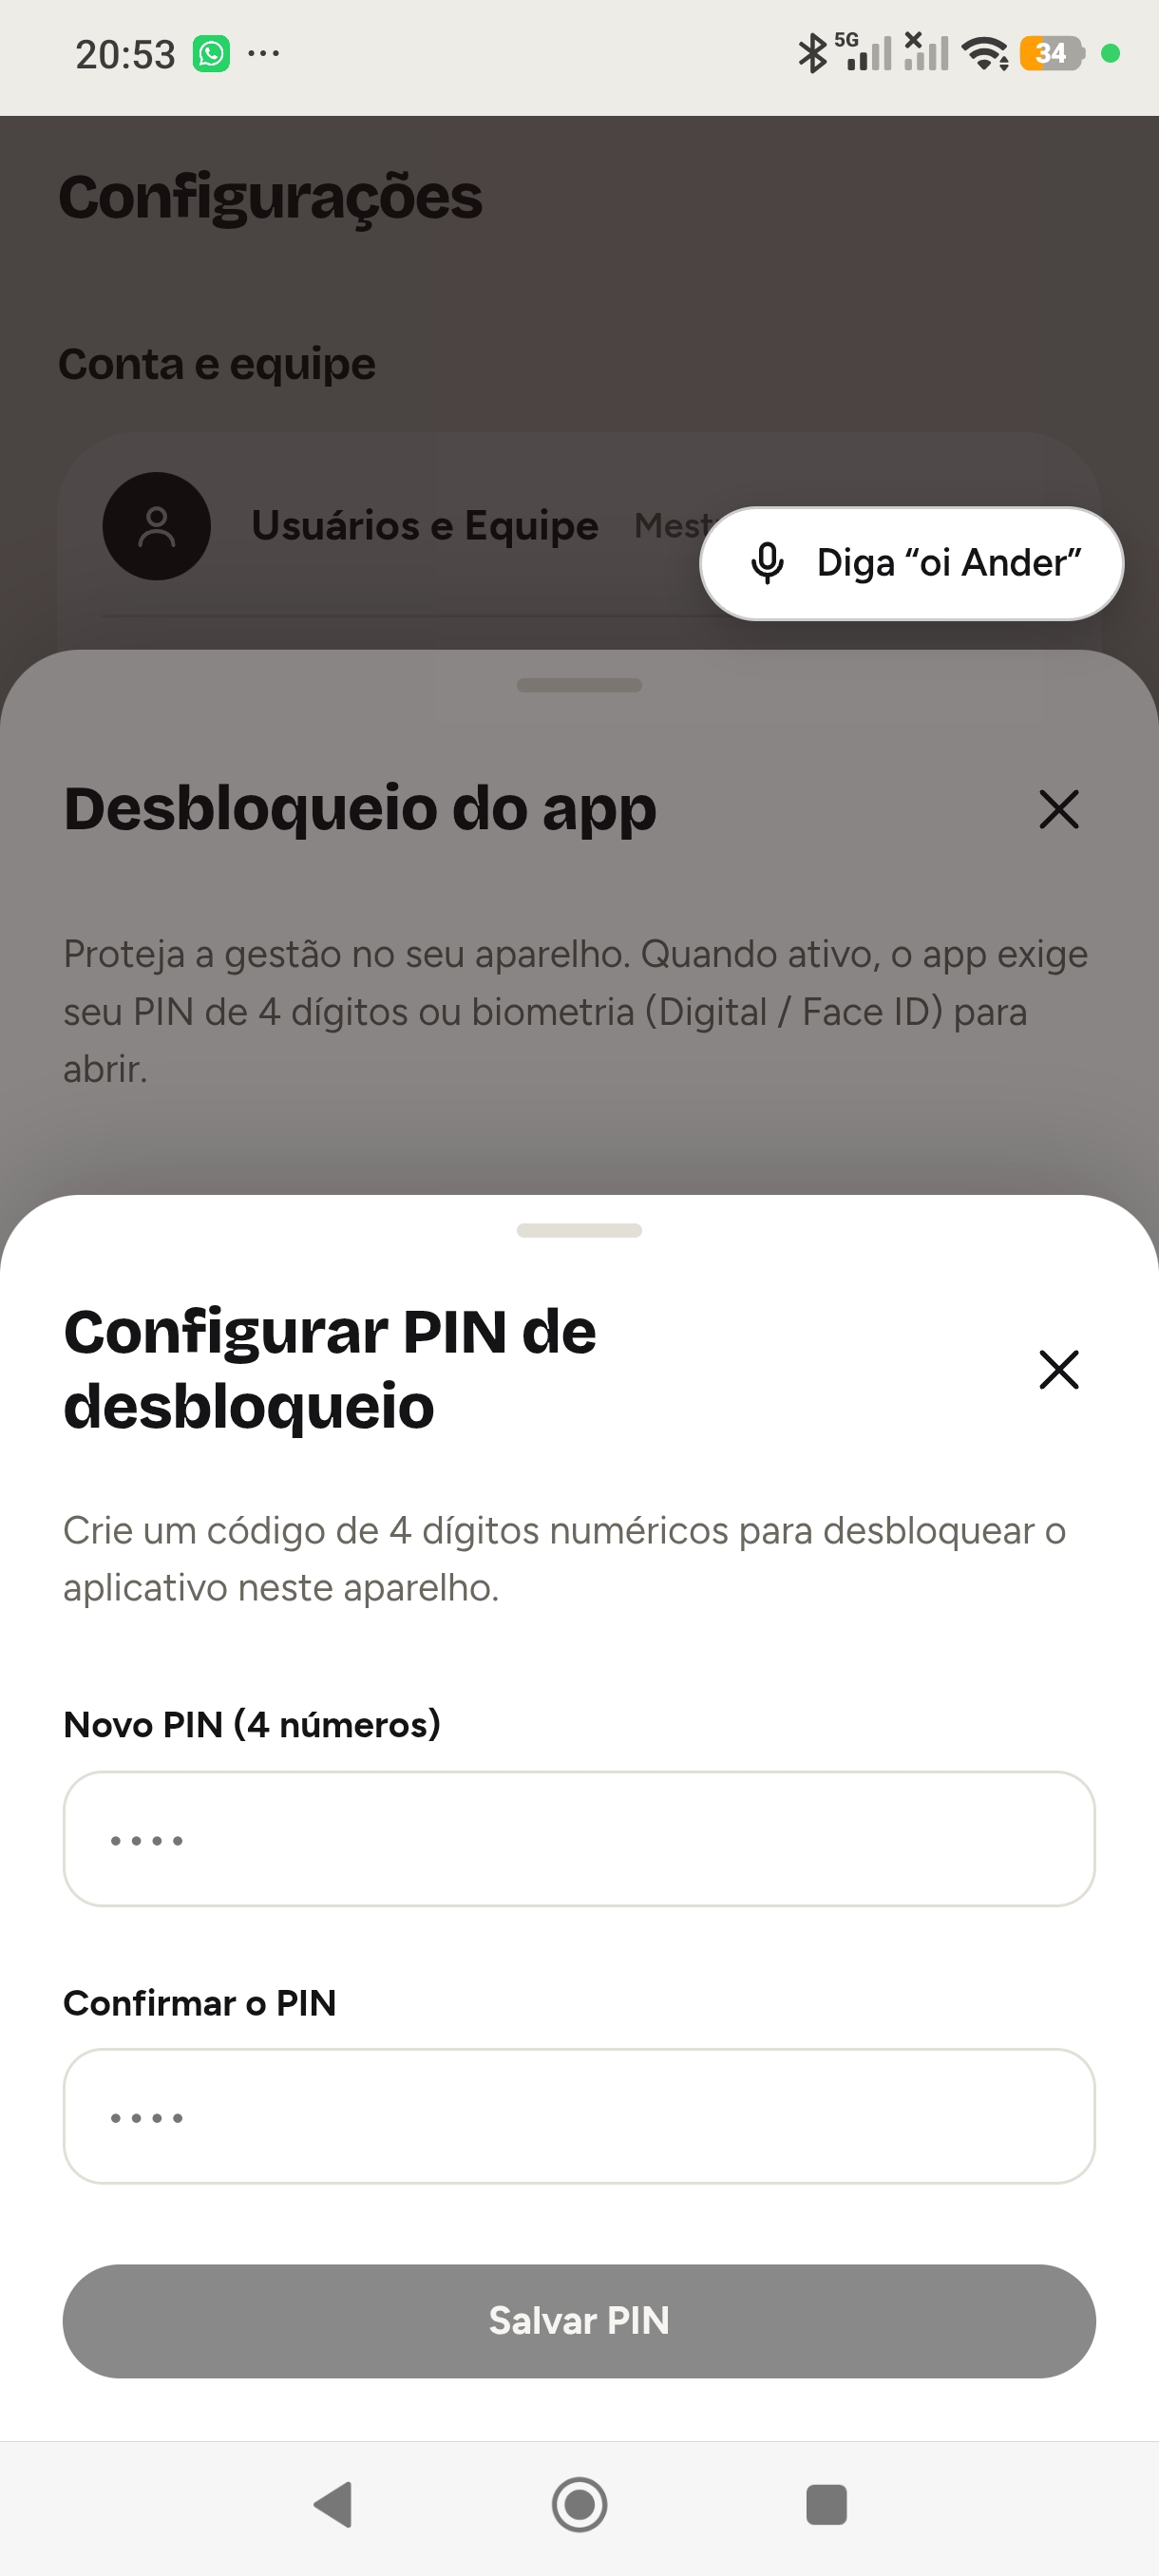 20:53
5G
34
Configurações
Conta e equipe
Usuários e Equipe
Diga “oi Ander”
Desbloqueio do app
Proteja a gestão no seu aparelho. Quando ativo, o app exige
seu PIN de 4 dígitos ou biometria (Digital / Face ID) para
abrir.
Configurar PIN de
desbloqueio
Crie um código de 4 dígitos numéricos para desbloquear o
aplicativo neste aparelho.
Novo PIN (4 números)
Confirmar o PIN
Salvar PIN